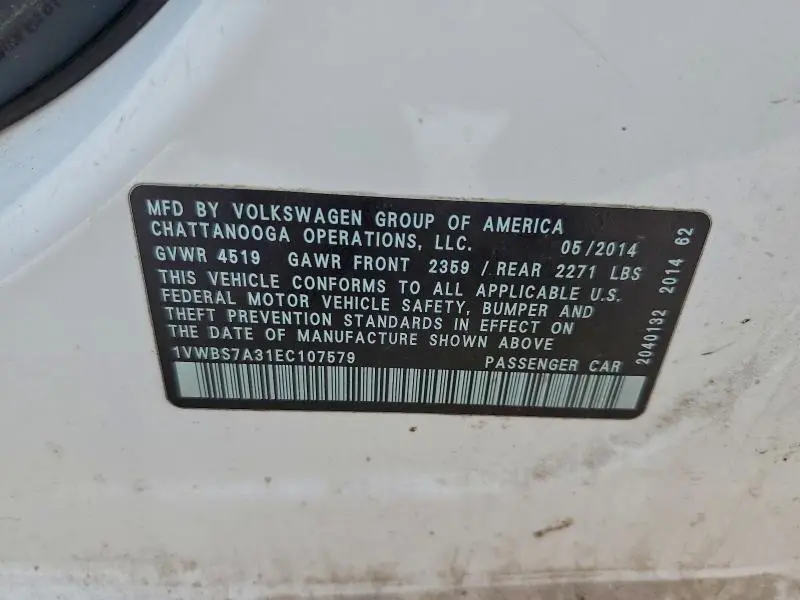 MFD BY VOLKSWAGEN GROUP OF AMERICA
CHATTANOOGA OPERATIONS, LLC. 05/2014
GVWR 4519 GAWR FRONT 2359 / REAR 2271 LBS
THIS VEHICLE CONFORMS TO ALL APPLICABLE U.S.
FEDERAL MOTOR VEHICLE SAFETY, BUMPER AND
THEFT PREVENTION STANDARDS IN EFFECT ON
THE DATE OF MANUFACTURE SHOWN ABOVE
1VWBS7A31EC107579 PASSENGER CAR
2040132 2014 62